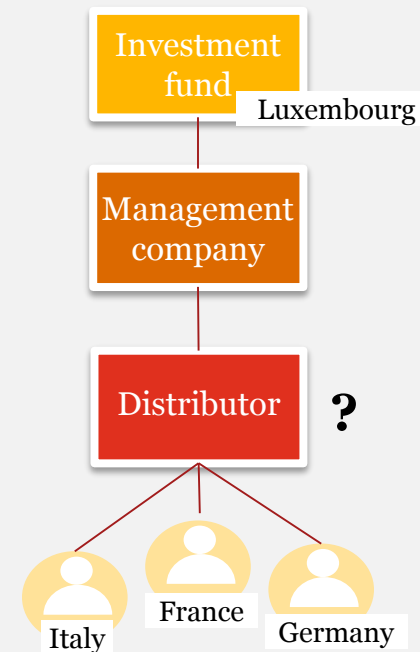 Investment
fund
Luxembourg
Management
company
Distributor
?
Italy
France
Germany